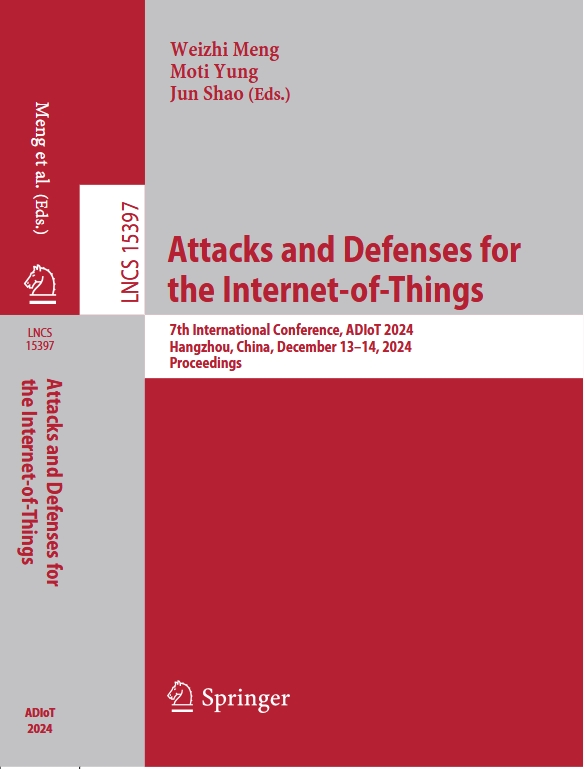 Weizhi Meng
Moti Yung
Jun Shao (Eds.)
Meng et al. (Eds.)
LNCS 15397
Attacks and Defenses for
the Internet-of-Things
7th International Conference, ADIoT 2024
Hangzhou, China, December 13–14, 2024
Proceedings
LNCS
15397
Attacks and Defenses for
the Internet-of-Things
Springer
ADIoT
2024